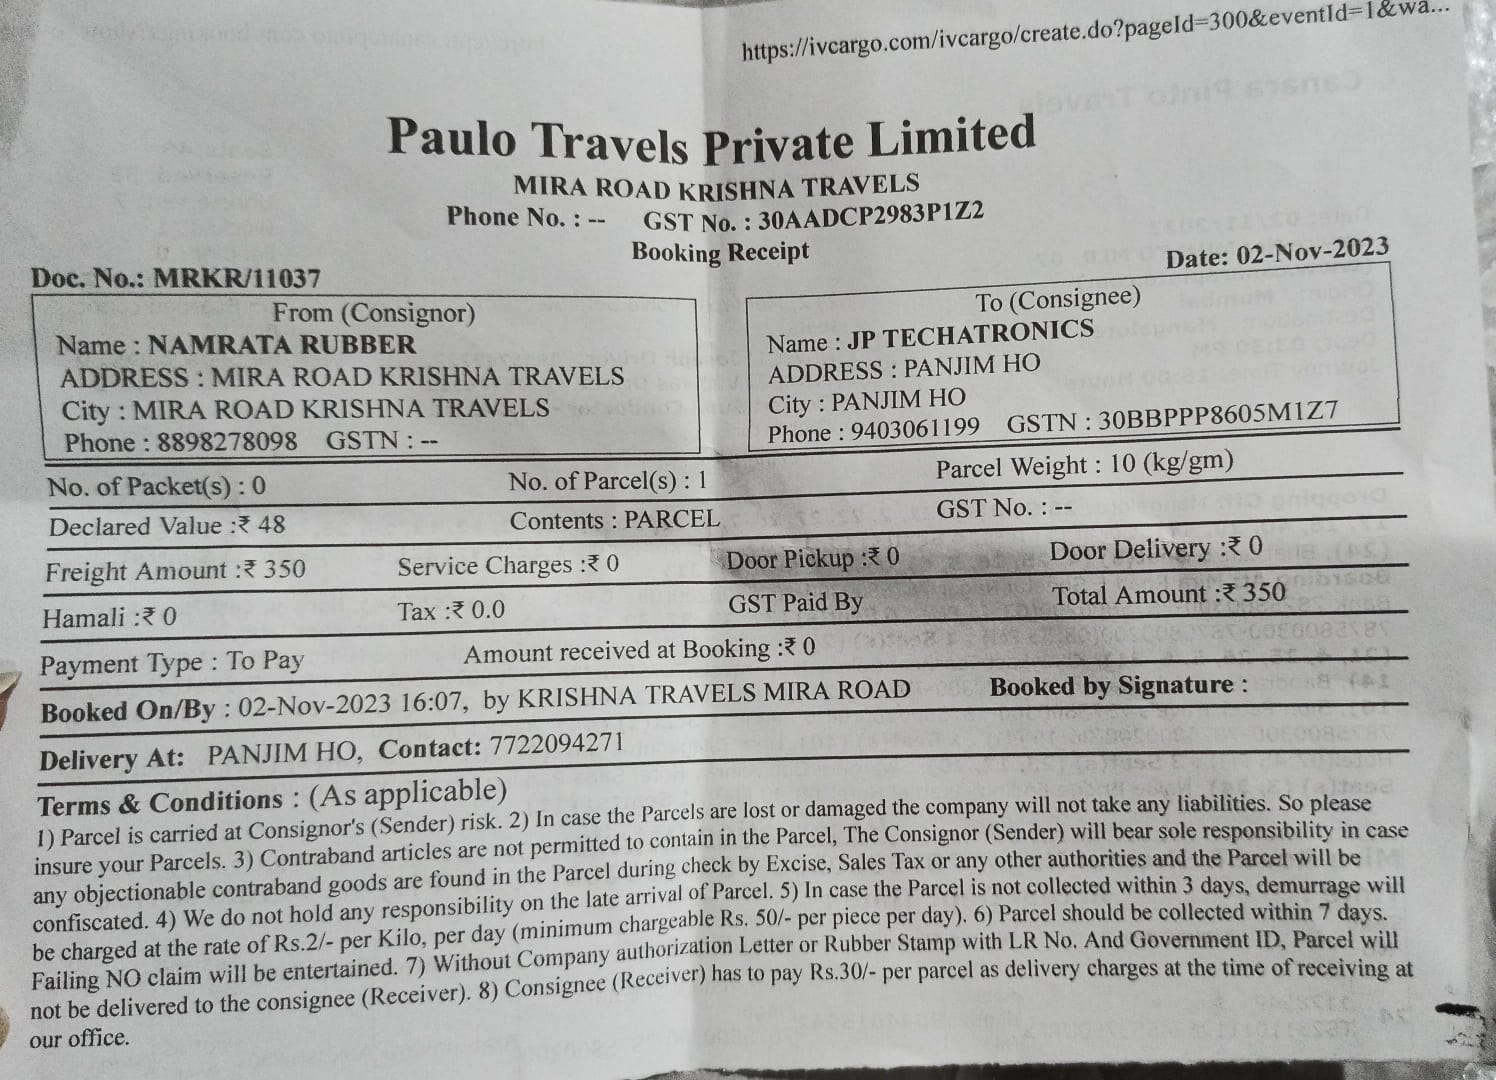 https://ivcargo.com/ivcargo/create.do?pageId=300&eventId=1&wa...
Paulo Travels Private Limited
MIRA ROAD KRISHNA TRAVELS
Phone No. : -- GST No. : 30AADCP2983P1Z2
Booking Receipt
Doc. No.: MRKR/11037 Date: 02-Nov-2023
From (Consignor)
Name : NAMRATA RUBBER
ADDRESS : MIRA ROAD KRISHNA TRAVELS
City : MIRA ROAD KRISHNA TRAVELS
Phone : 8898278098 GSTN : --
To (Consignee)
Name : JP TECHATRONICS
ADDRESS : PANJIM HO
City : PANJIM HO
Phone : 9403061199 GSTN : 30BBPPP8605M1Z7
No. of Packet(s) : 0 No. of Parcel(s) : 1 Parcel Weight : 10 (kg/gm)
Declared Value :₹ 48 Contents : PARCEL GST No. : --
Freight Amount :₹ 350 Service Charges :₹ 0 Door Pickup :₹ 0 Door Delivery :₹ 0
Hamali :₹ 0 Tax :₹ 0.0 GST Paid By Total Amount :₹ 350
Payment Type : To Pay Amount received at Booking :₹ 0
Booked On/By : 02-Nov-2023 16:07, by KRISHNA TRAVELS MIRA ROAD Booked by Signature :
Delivery At: PANJIM HO, Contact: 7722094271
Terms & Conditions : (As applicable)
1) Parcel is carried at Consignor's (Sender) risk. 2) In case the Parcels are lost or damaged the company will not take any liabilities. So please
insure your Parcels. 3) Contraband articles are not permitted to contain in the Parcel, The Consignor (Sender) will bear sole responsibility in case
any objectionable contraband goods are found in the Parcel during check by Excise, Sales Tax or any other authorities and the Parcel will be
confiscated. 4) We do not hold any responsibility on the late arrival of Parcel. 5) In case the Parcel is not collected within 3 days, demurrage will
be charged at the rate of Rs.2/- per Kilo, per day (minimum chargeable Rs. 50/- per piece per day). 6) Parcel should be collected within 7 days.
Failing NO claim will be entertained. 7) Without Company authorization Letter or Rubber Stamp with LR No. And Government ID, Parcel will
not be delivered to the consignee (Receiver). 8) Consignee (Receiver) has to pay Rs.30/- per parcel as delivery charges at the time of receiving at
our office.